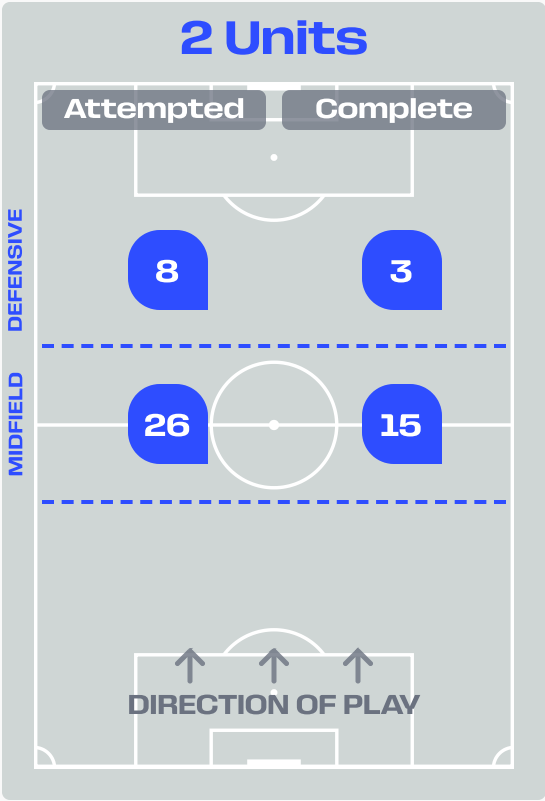 2 Units
Attempted
Complete
DEFENSIVE
8
3
MIDFIELD
26
15
DIRECTION OF PLAY